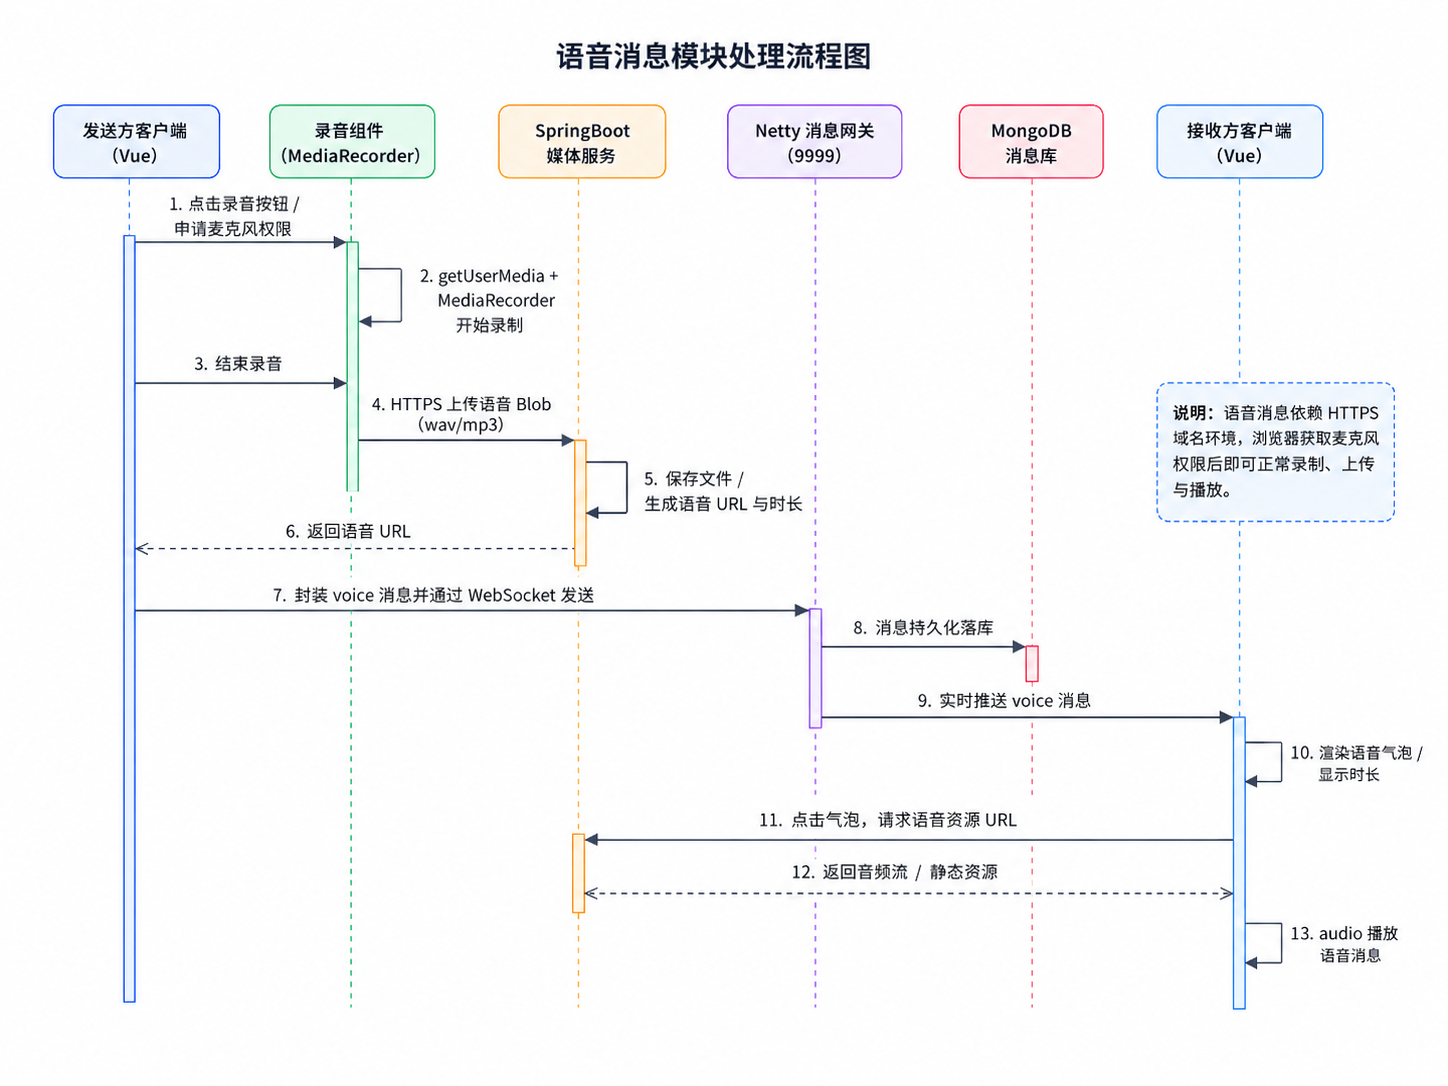 语音消息模块处理流程图
发送方客户端
（Vue）
录音组件
（MediaRecorder）
SpringBoot
媒体服务
Netty 消息网关
（9999）
MongoDB
消息库
接收方客户端
（Vue）
1. 点击录音按钮 /
申请麦克风权限
2. getUserMedia +
MediaRecorder
开始录制
3. 结束录音
4. HTTPS 上传语音 Blob
（wav/mp3）
说明：语音消息依赖 HTTPS
域名环境，浏览器获取麦克风
权限后即可正常录制、上传
与播放。
5. 保存文件 /
生成语音 URL 与时长
6. 返回语音 URL
7. 封装 voice 消息并通过 WebSocket 发送
8. 消息持久化落库
9. 实时推送 voice 消息
10. 渲染语音气泡 /
显示时长
11. 点击气泡，请求语音资源 URL
12. 返回音频流 / 静态资源
13. audio 播放
语音消息